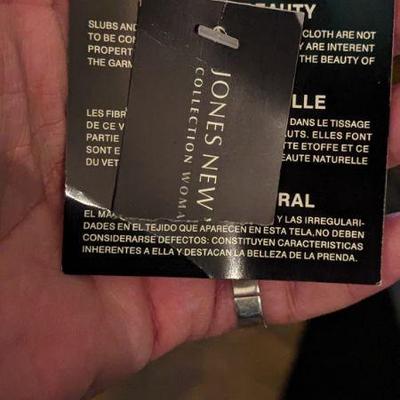 BEAUTY
SLUBS AND CLOTH ARE NOT
TO BE CON Y ARE INTERENT
PROPERT THE BEAUTY OF
THE GARM
JONES NEW
COLLECTION WOMA
LLE
LES FIBR DANS LE TISSAGE
DE CE V UTS. ELLES FONT
PARTIE TTE ETOFFE ET CE
SONT E EAUTE NATURELLE
DU VET
RAL
EL MA Y LAS IRREGULARI-
DADES EN EL TEJIDO QUE APARECEN EN ESTA TELA, NO DEBEN
CONSIDERARSE DEFECTOS: CONSTITUYEN CARACTERISTICAS
INHERENTES A ELLA Y DESTACAN LA BELLEZA DE LA PRENDA.